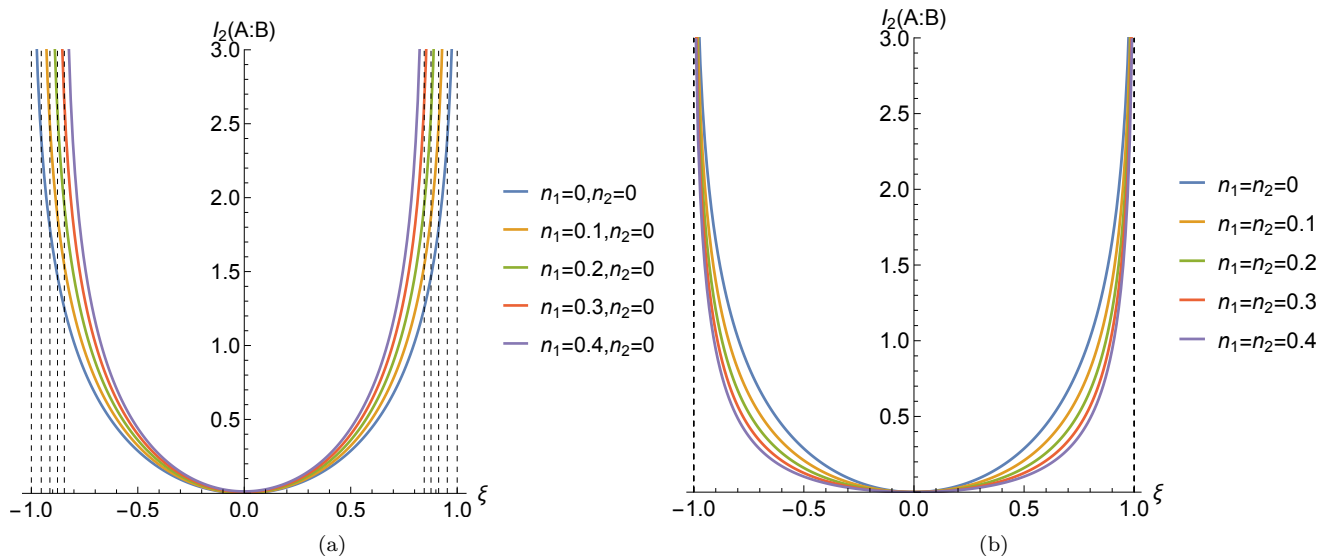 I₂(A:B)
3.0
2.5
2.0
1.5
1.0
0.5
−1.0 −0.5 0.0 0.5 1.0 ξ
n₁=0,n₂=0
n₁=0.1,n₂=0
n₁=0.2,n₂=0
n₁=0.3,n₂=0
n₁=0.4,n₂=0
(a)
I₂(A:B)
3.0
2.5
2.0
1.5
1.0
0.5
−1.0 −0.5 0.0 0.5 1.0 ξ
n₁=n₂=0
n₁=n₂=0.1
n₁=n₂=0.2
n₁=n₂=0.3
n₁=n₂=0.4
(b)